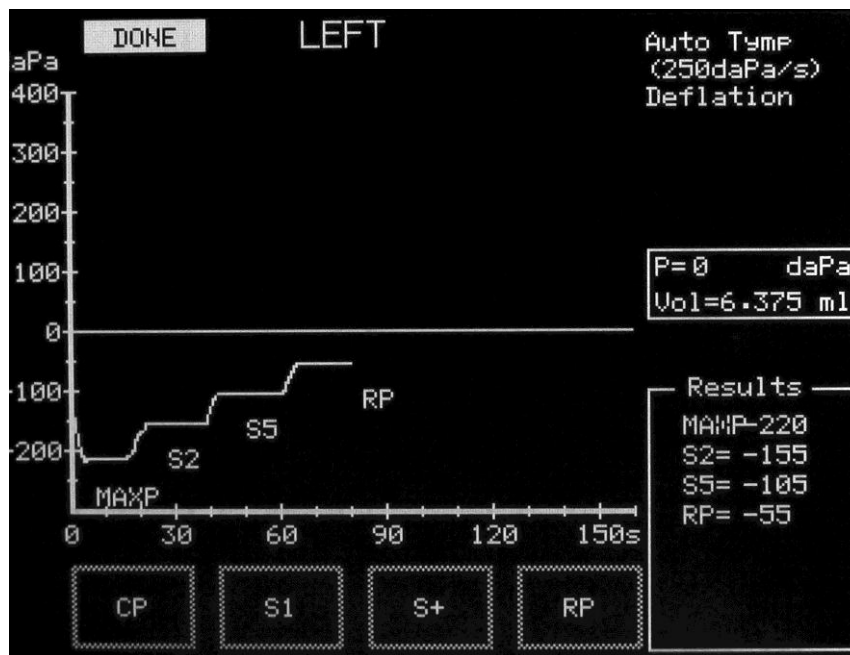 DONE
LEFT
Auto Tymp
(250daPa/s)
Deflation
aPa
400
300
200
100
0
-100
-200
P=0 daPa
Vol=6.375 ml
MAXP
S2
S5
RP
0 30 60 90 120 150s
Results
MAXP-220
S2= -155
S5= -105
RP= -55
CP
S1
S+
RP